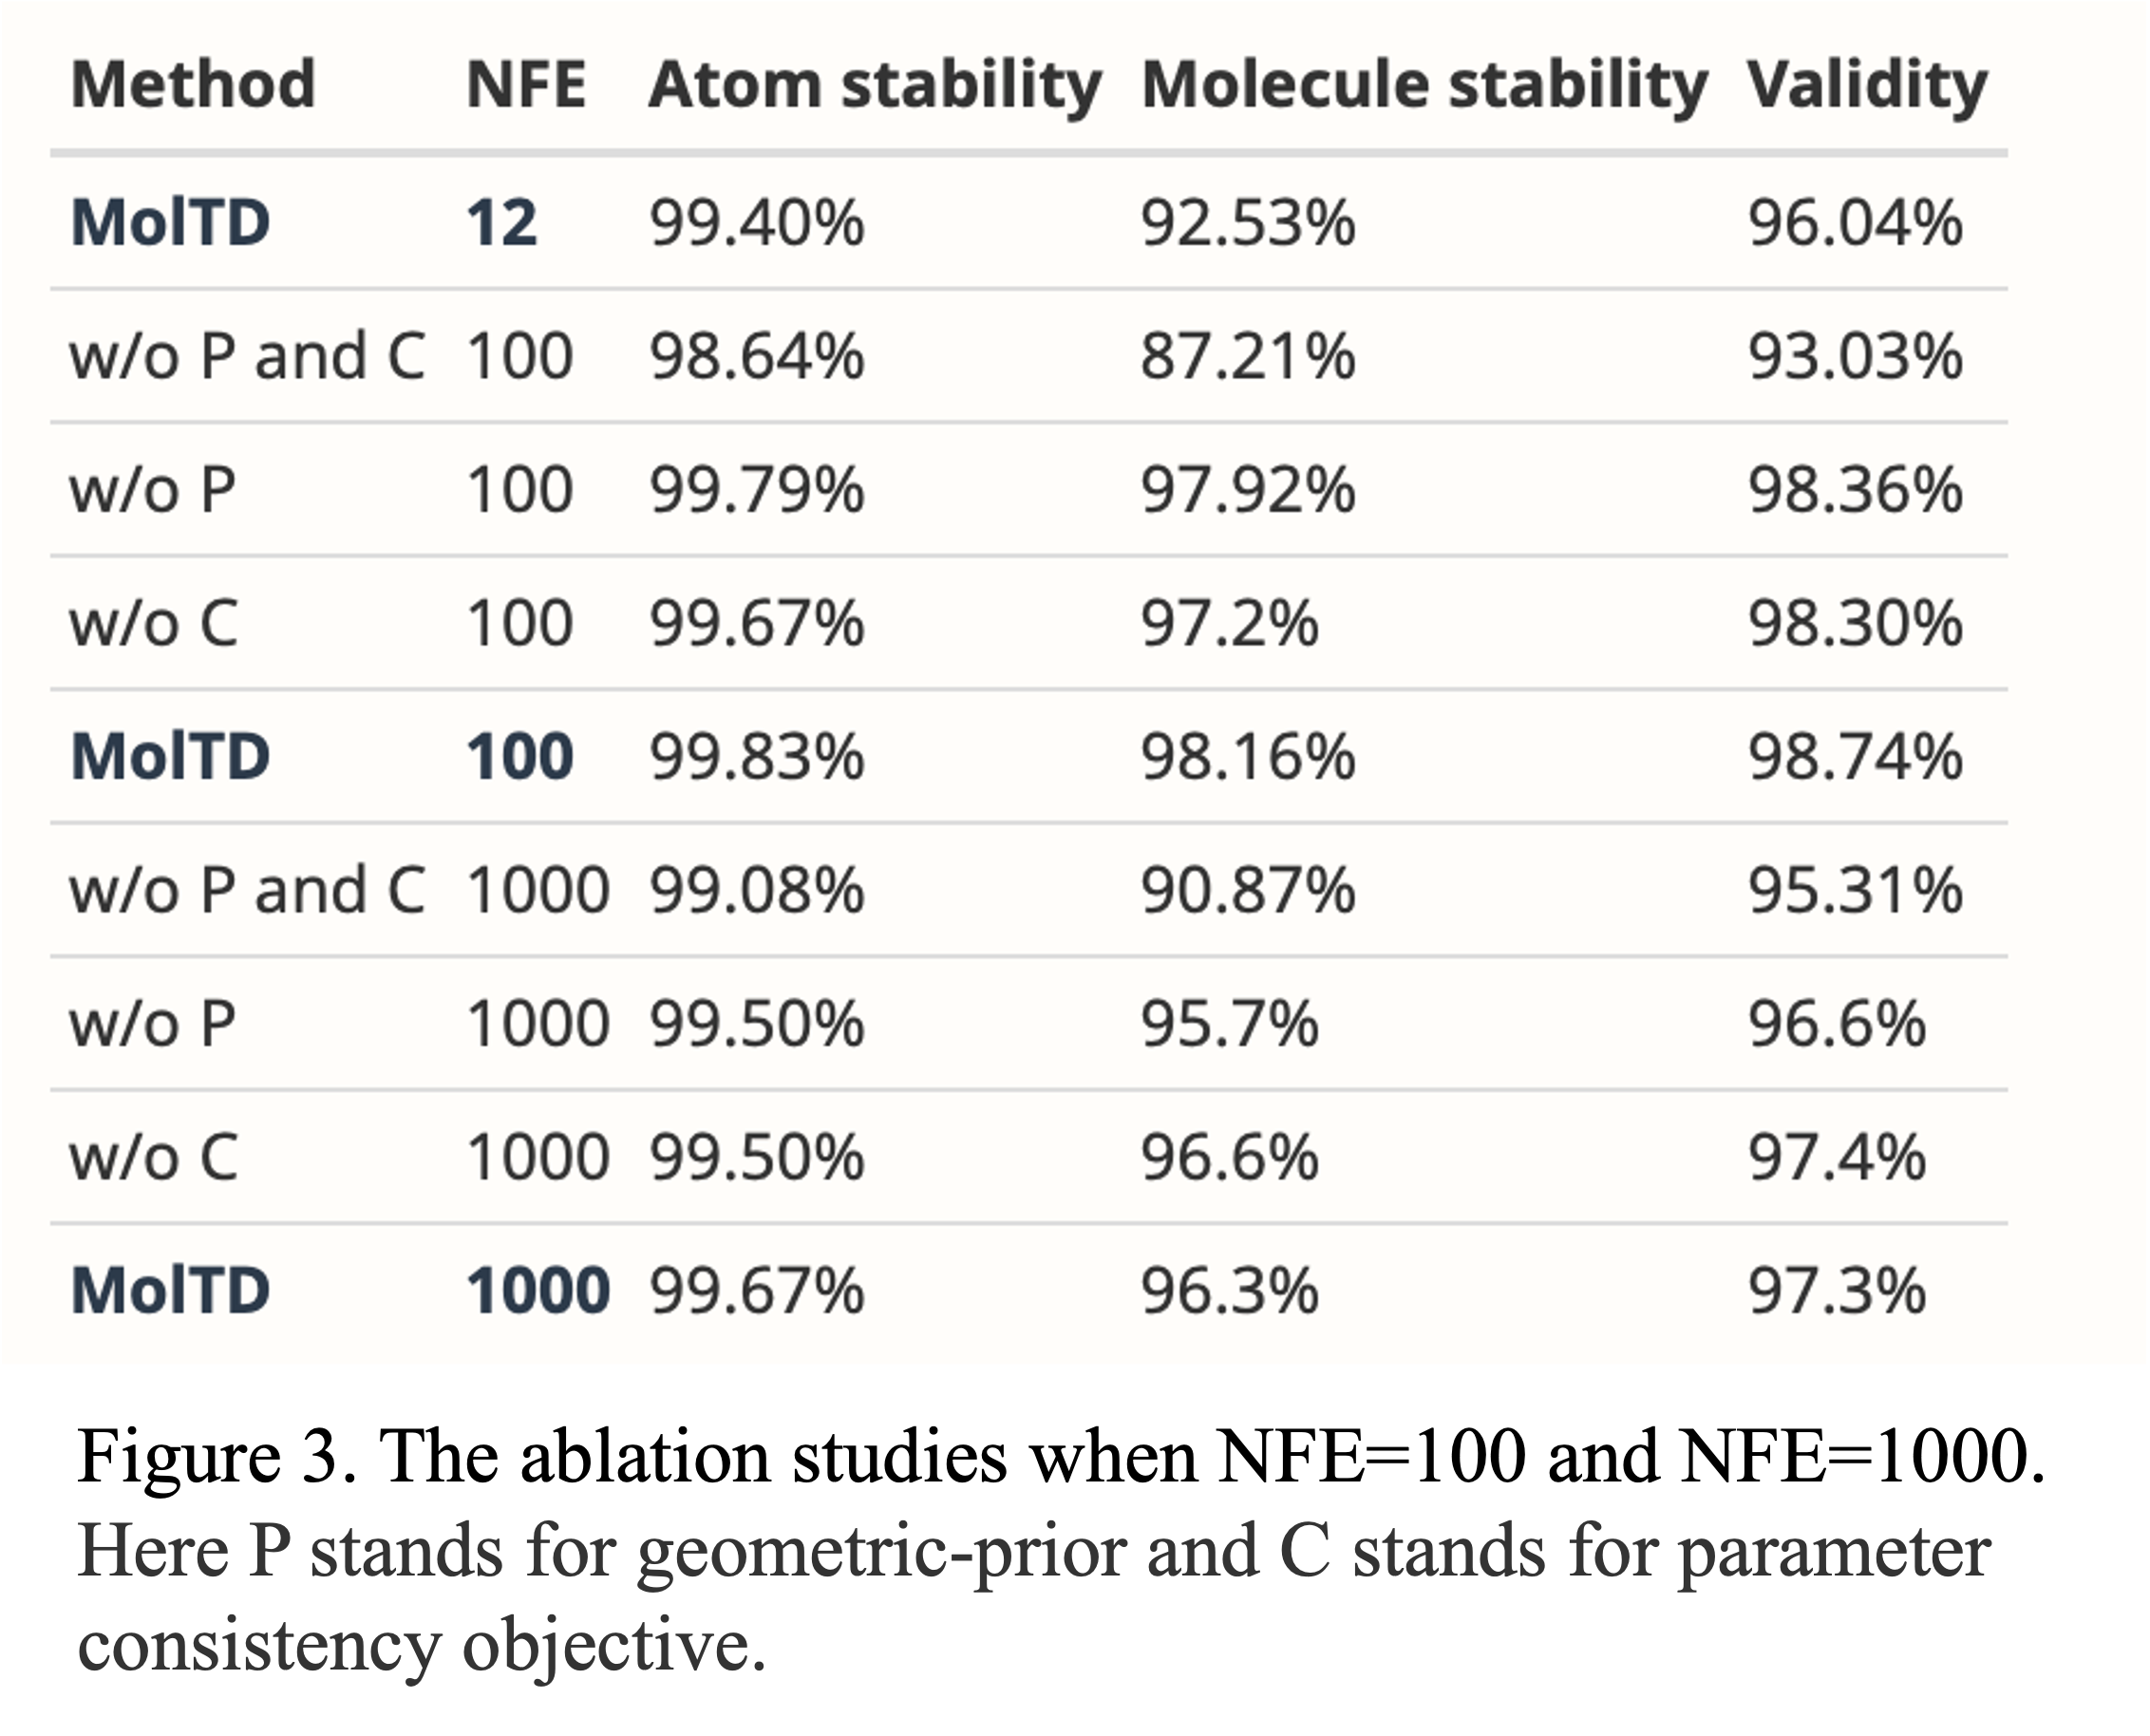 Method NFE Atom stability Molecule stability Validity
MolTD 12 99.40% 92.53% 96.04%
w/o P and C 100 98.64% 87.21% 93.03%
w/o P 100 99.79% 97.92% 98.36%
w/o C 100 99.67% 97.2% 98.30%
MolTD 100 99.83% 98.16% 98.74%
w/o P and C 1000 99.08% 90.87% 95.31%
w/o P 1000 99.50% 95.7% 96.6%
w/o C 1000 99.50% 96.6% 97.4%
MolTD 1000 99.67% 96.3% 97.3%
Figure 3. The ablation studies when NFE=100 and NFE=1000.
Here P stands for geometric-prior and C stands for parameter
consistency objective.